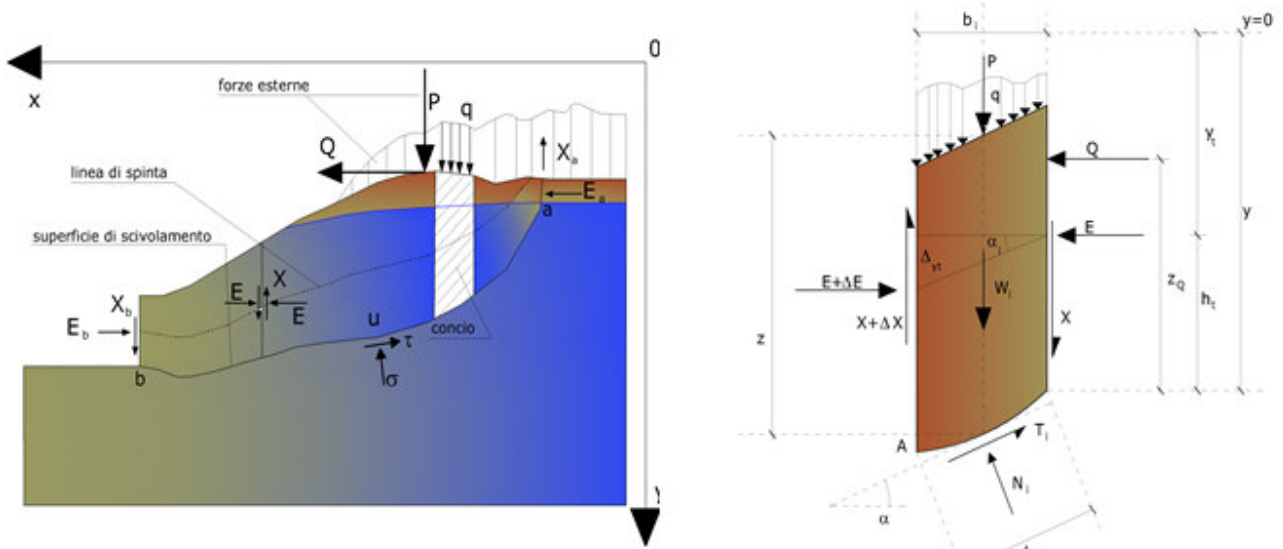 0
x
forze esterne
P
q
Q
Xa
linea di spinta
Ea
a
superficie di scivolamento
X
E
E
Xb
Eb
u
τ
concio
σ
b
bi
y=0
P
q
yt
Q
y
E
αi
Δyt
Wi
zQ
E+ΔE
ht
X+ΔX
X
z
A
Ti
Ni
α